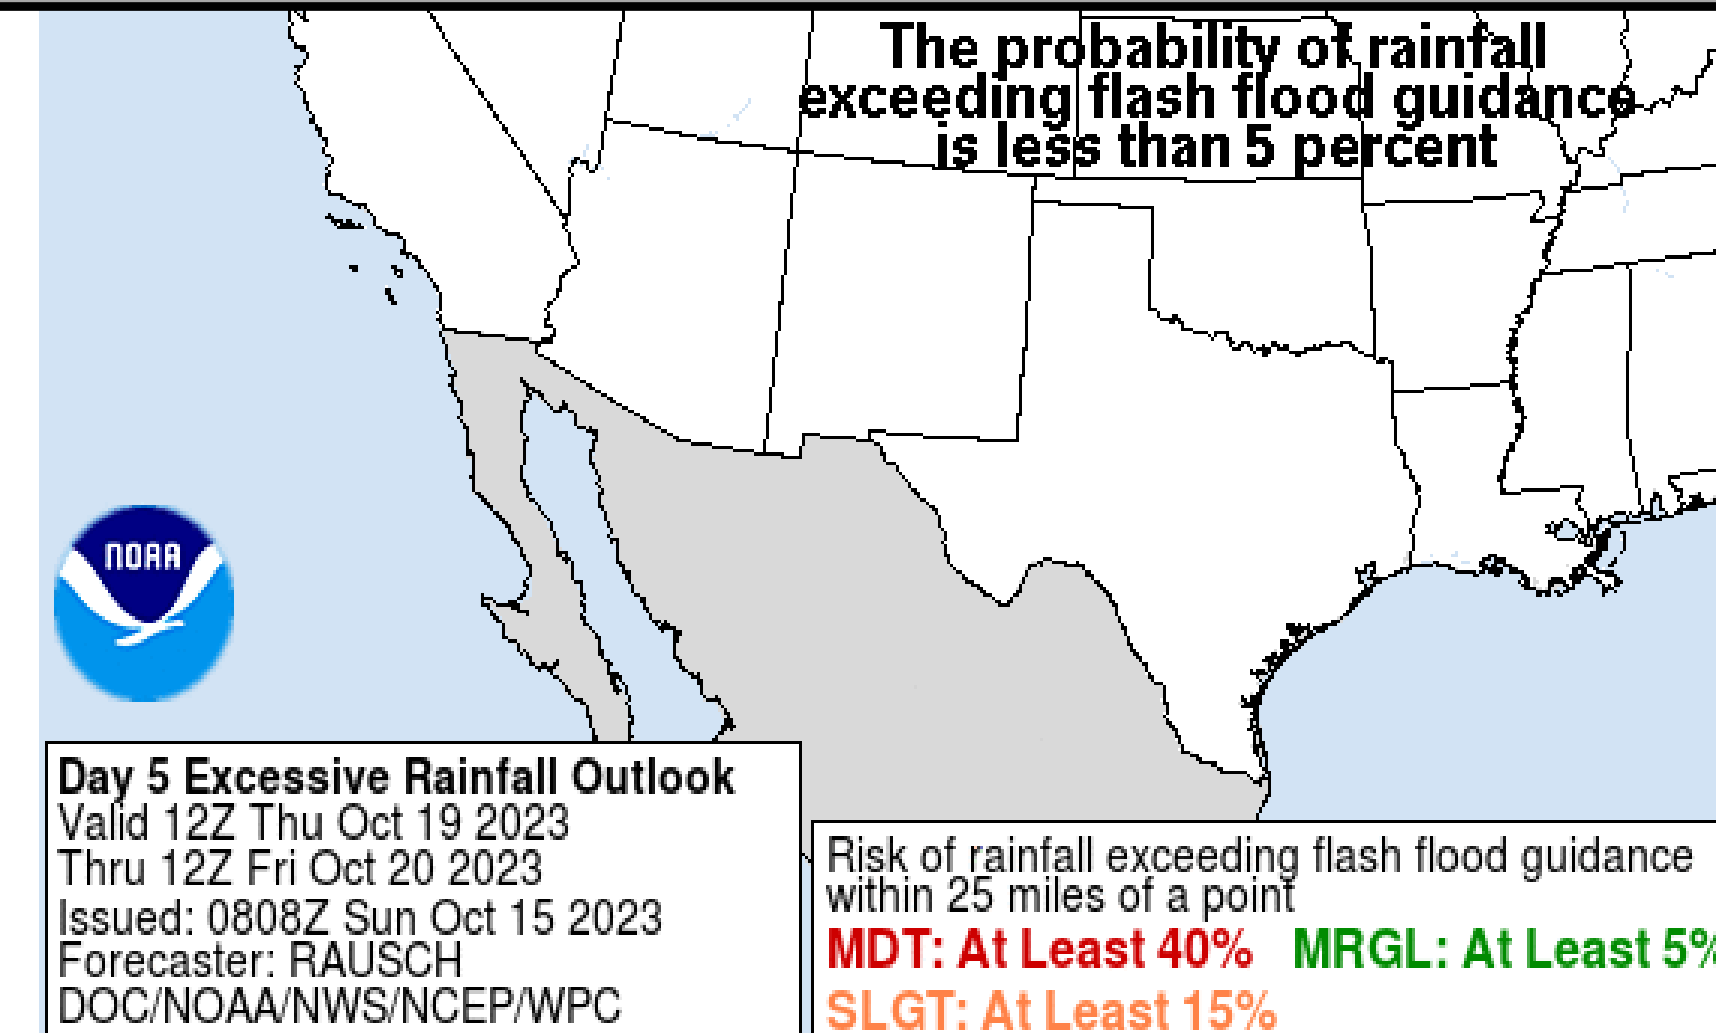 The probability of rainfall
exceeding flash flood guidance
is less than 5 percent
NOAA
Day 5 Excessive Rainfall Outlook
Valid 12Z Thu Oct 19 2023
Thru 12Z Fri Oct 20 2023
Issued: 0808Z Sun Oct 15 2023
Forecaster: RAUSCH
DOC/NOAA/NWS/NCEP/WPC
Risk of rainfall exceeding flash flood guidance
within 25 miles of a point
MDT: At Least 40% MRGL: At Least 5%
SLGT: At Least 15%